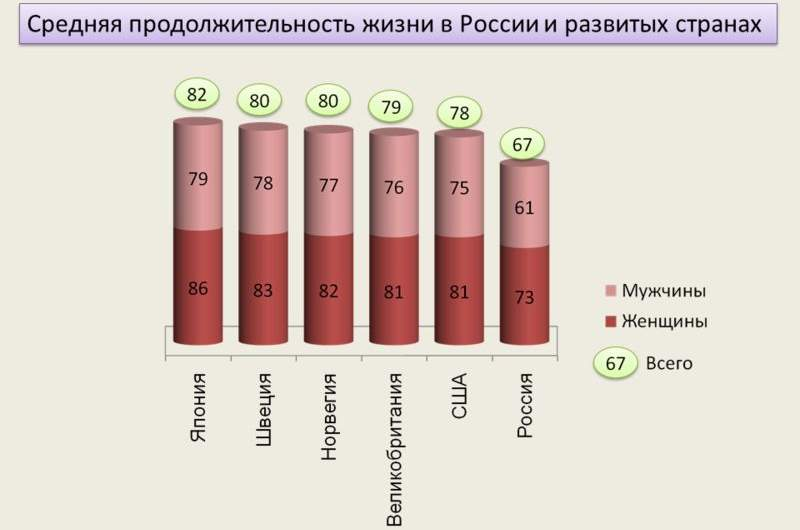 Средняя продолжительность жизни в России и развитых странах
82 80 80 79 78 67
79 78 77 76 75 61
86 83 82 81 81 73
Мужчины
Женщины
67 Всего
Япония
Швеция
Норвегия
Великобритания
США
Россия